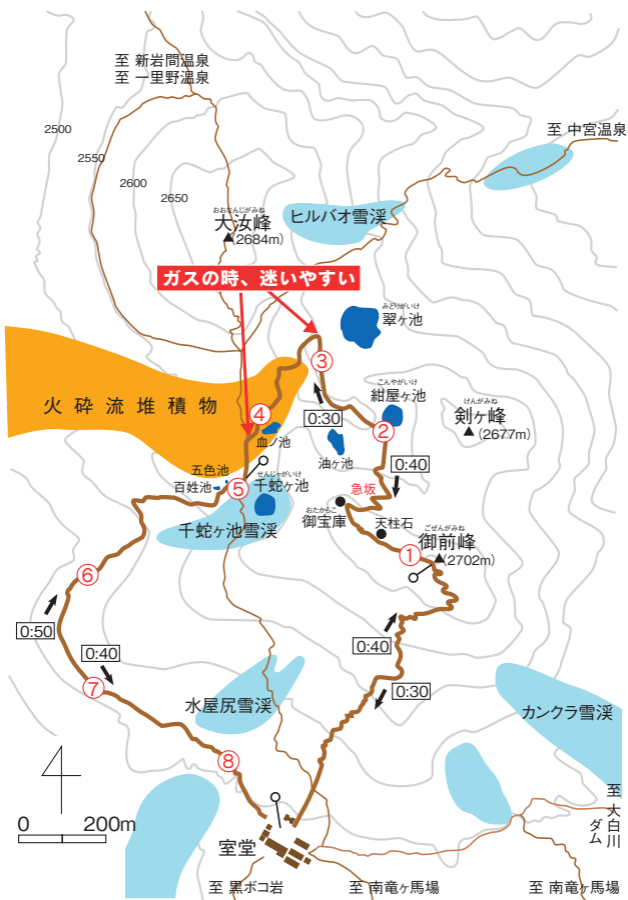 至 新岩間温泉
至 一里野温泉
2500
2550
2600
2650
至 中宮温泉
おおなんじがみね
大汝峰
(2684m)
ヒルバオ雪渓
ガスの時、迷いやすい
みどりがいけ
翠ヶ池
③
火砕流堆積物
④
0:30
こんやがいけ
紺屋ヶ池
けんがみね
剣ヶ峰
(2677m)
②
血ノ池
油ヶ池
0:40
五色池
百姓池
⑤
せんじゃがいけ
千蛇ヶ池
急坂
おたからこ
御宝庫
天柱石
千蛇ヶ池雪渓
ごぜんがみね
御前峰
(2702m)
①
⑥
0:50
0:40
0:40
0:30
⑦
水屋尻雪渓
カンクラ雪渓
⑧
0 200m
室堂
至 大白川
ダム
至 黒ボコ岩
至 南竜ヶ馬場
至 南竜ヶ馬場